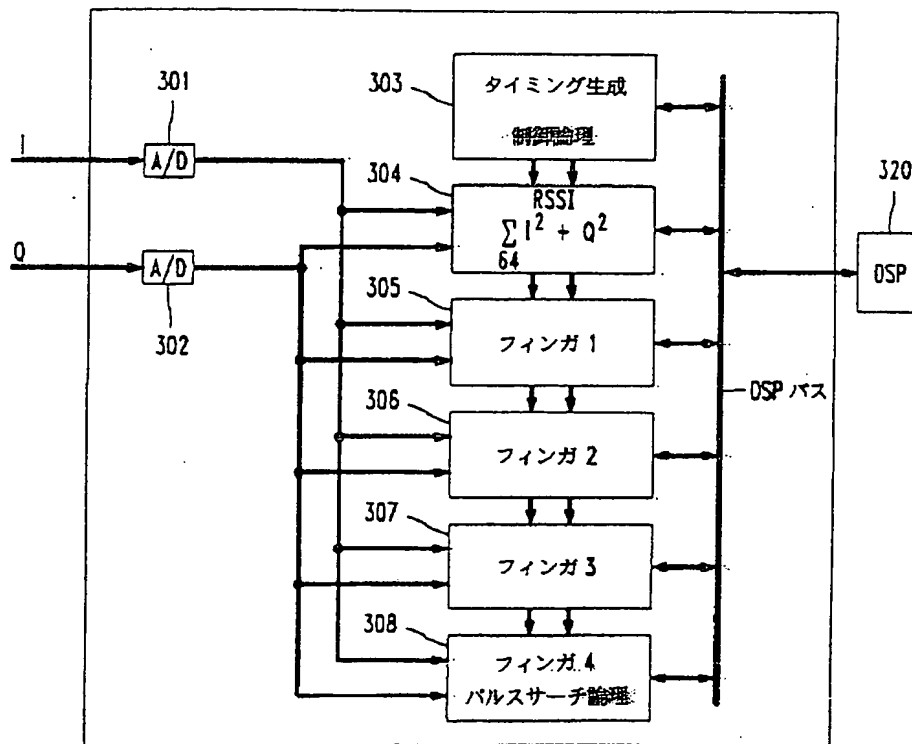 301
303
タイミング生成
制御論理
I
A/D
304
RSSI
∑ I² + Q²
64
320
Q
A/D
DSP
302
305
フィンガ 1
DSP バス
306
フィンガ 2
307
フィンガ 3
308
フィンガ 4
パルスサーチ論理